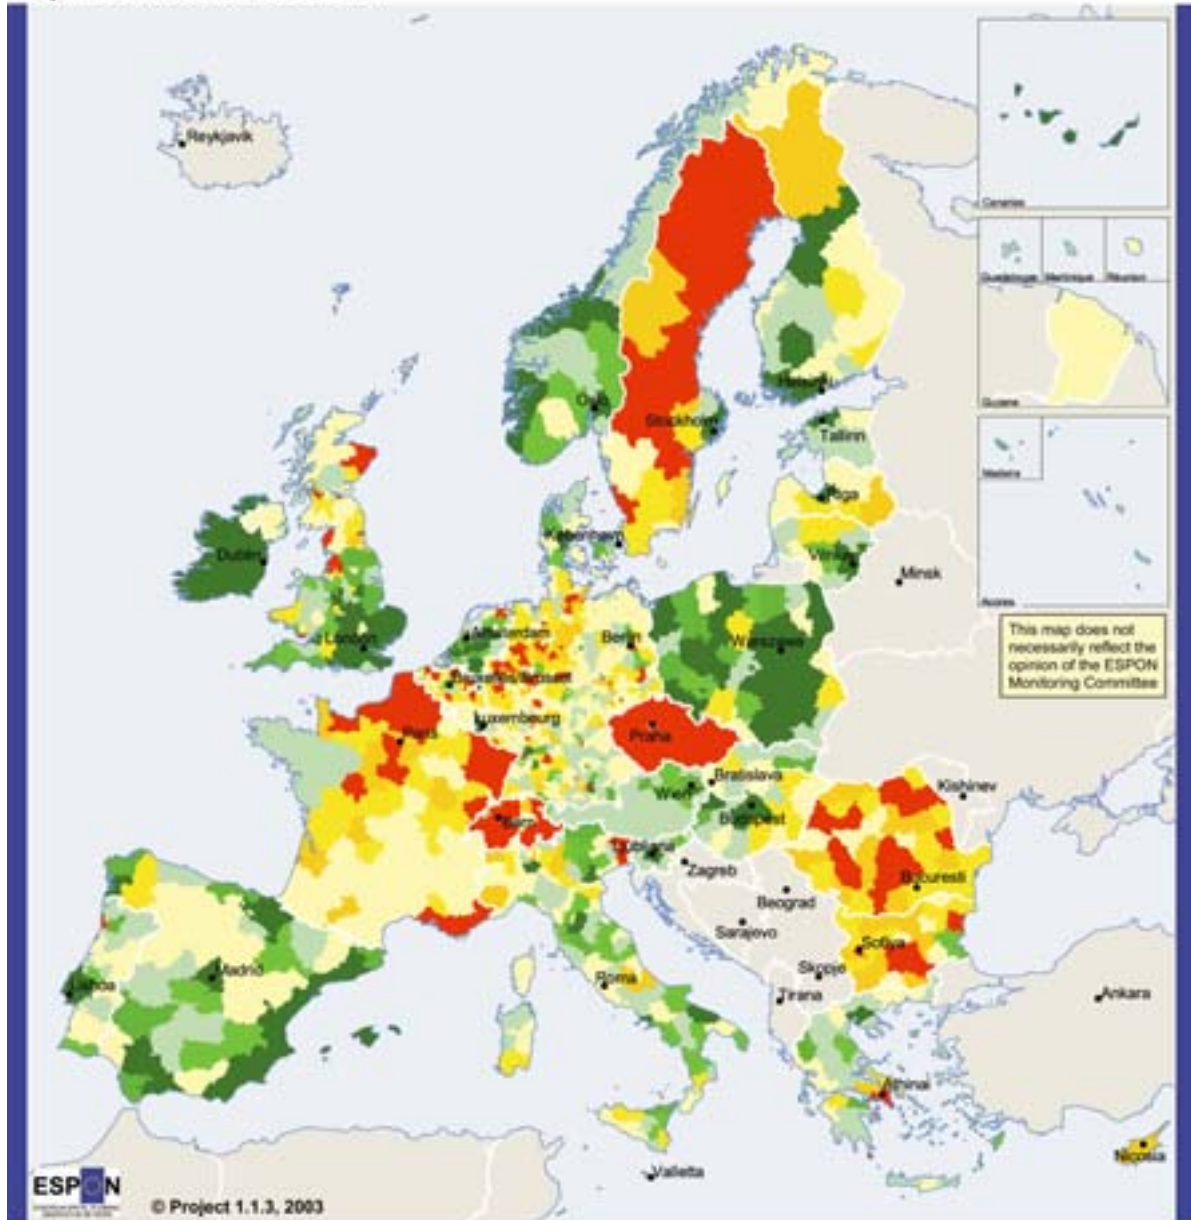 Reykjavik
Canarias
Guadeloupe
Martinique
Réunion
Guyane
Madeira
Acores
Oslo
Helsinki
Stockholm
Tallinn
Riga
København
Vilnius
Minsk
Dublin
London
Amsterdam
Berlin
Warszawa
This map does not
necessarily reflect the
opinion of the ESPON
Monitoring Committee
Luxembourg
Paris
Praha
Wien
Bratislava
Budapest
Kishinev
Bern
Ljubljana
Zagreb
Beograd
Bucuresti
Sarajevo
Sofiya
Skopje
Tirana
Roma
Madrid
Lisboa
Ankara
Athinai
Nicosia
Valletta
ESPON
© Project 1.1.3, 2003